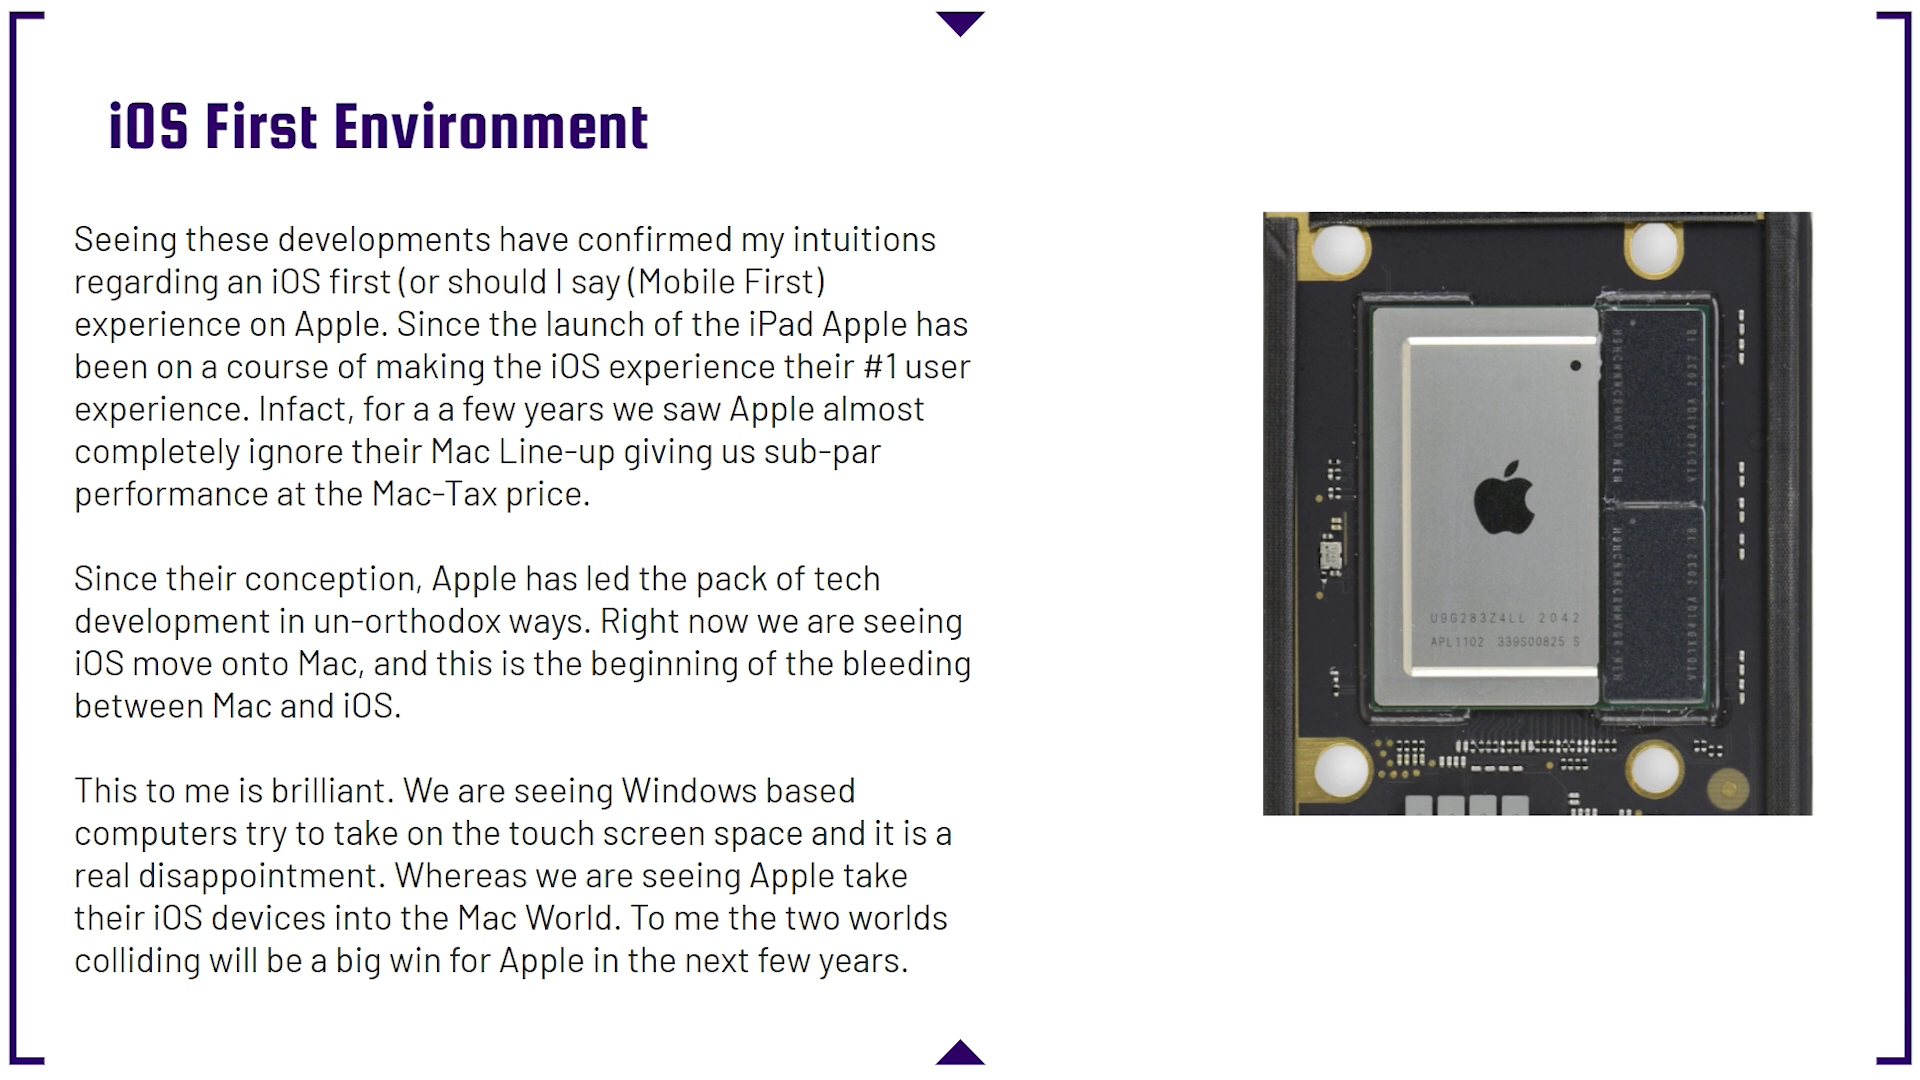 iOS First Environment
Seeing these developments have confirmed my intuitions
regarding an iOS first (or should I say (Mobile First)
experience on Apple. Since the launch of the iPad Apple has
been on a course of making the iOS experience their #1 user
experience. Infact, for a a few years we saw Apple almost
completely ignore their Mac Line-up giving us sub-par
performance at the Mac-Tax price.
Since their conception, Apple has led the pack of tech
development in un-orthodox ways. Right now we are seeing
iOS move onto Mac, and this is the beginning of the bleeding
between Mac and iOS.
This to me is brilliant. We are seeing Windows based
computers try to take on the touch screen space and it is a
real disappointment. Whereas we are seeing Apple take
their iOS devices into the Mac World. To me the two worlds
colliding will be a big win for Apple in the next few years.
U9G283Z4LL 2042
APL1102 339S00825 S